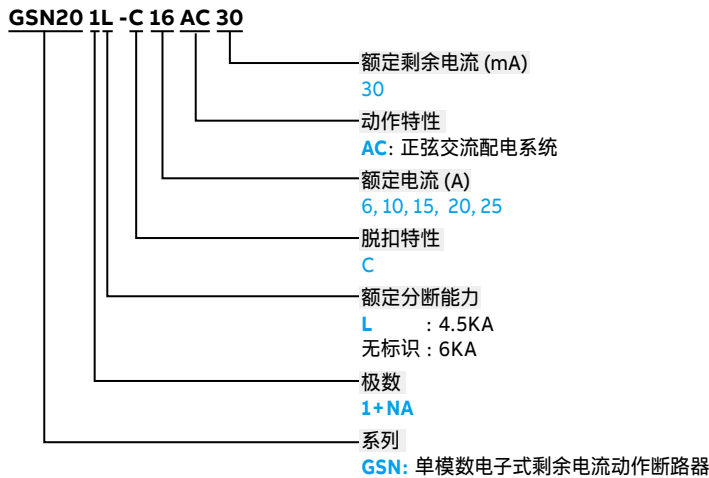 GSN20 1L -C 16 AC 30
额定剩余电流 (mA)
30
动作特性
AC: 正弦交流配电系统
额定电流 (A)
6, 10, 15, 20, 25
脱扣特性
C
额定分断能力
L : 4.5KA
无标识 : 6KA
极数
1+NA
系列
GSN: 单模数电子式剩余电流动作断路器